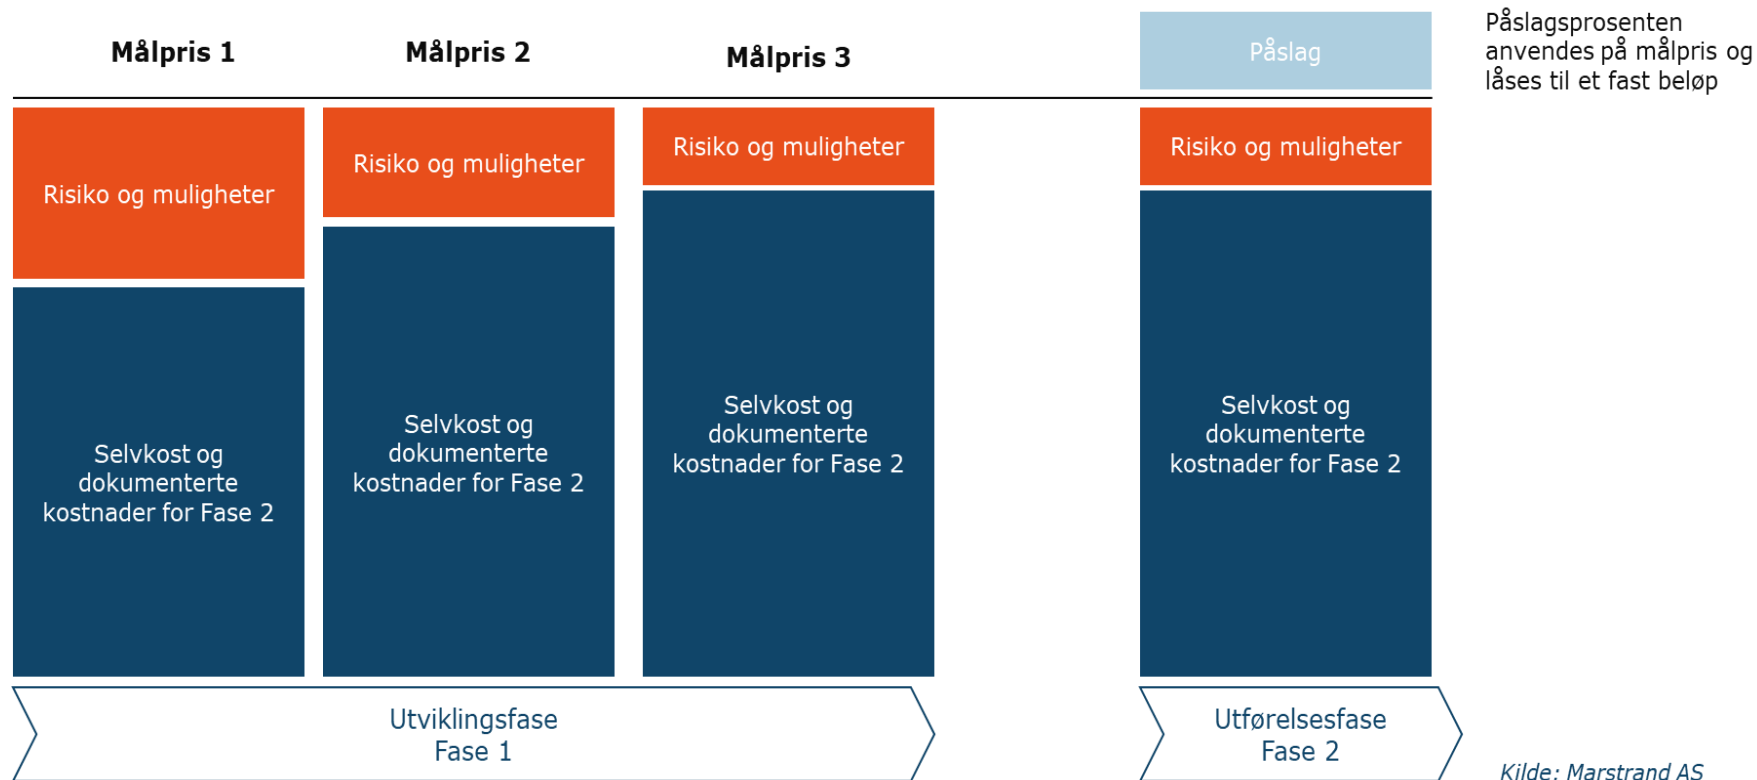 Målpris 1
Målpris 2
Målpris 3
Påslag
Påslagsprosenten
anvendes på målpris og
låses til et fast beløp
Risiko og muligheter
Risiko og muligheter
Risiko og muligheter
Risiko og muligheter
Selvkost og
dokumenterte
kostnader for Fase 2
Selvkost og
dokumenterte
kostnader for Fase 2
Selvkost og
dokumenterte
kostnader for Fase 2
Selvkost og
dokumenterte
kostnader for Fase 2
Utviklingsfase
Fase 1
Utførelsesfase
Fase 2
Kilde: Marstrand AS